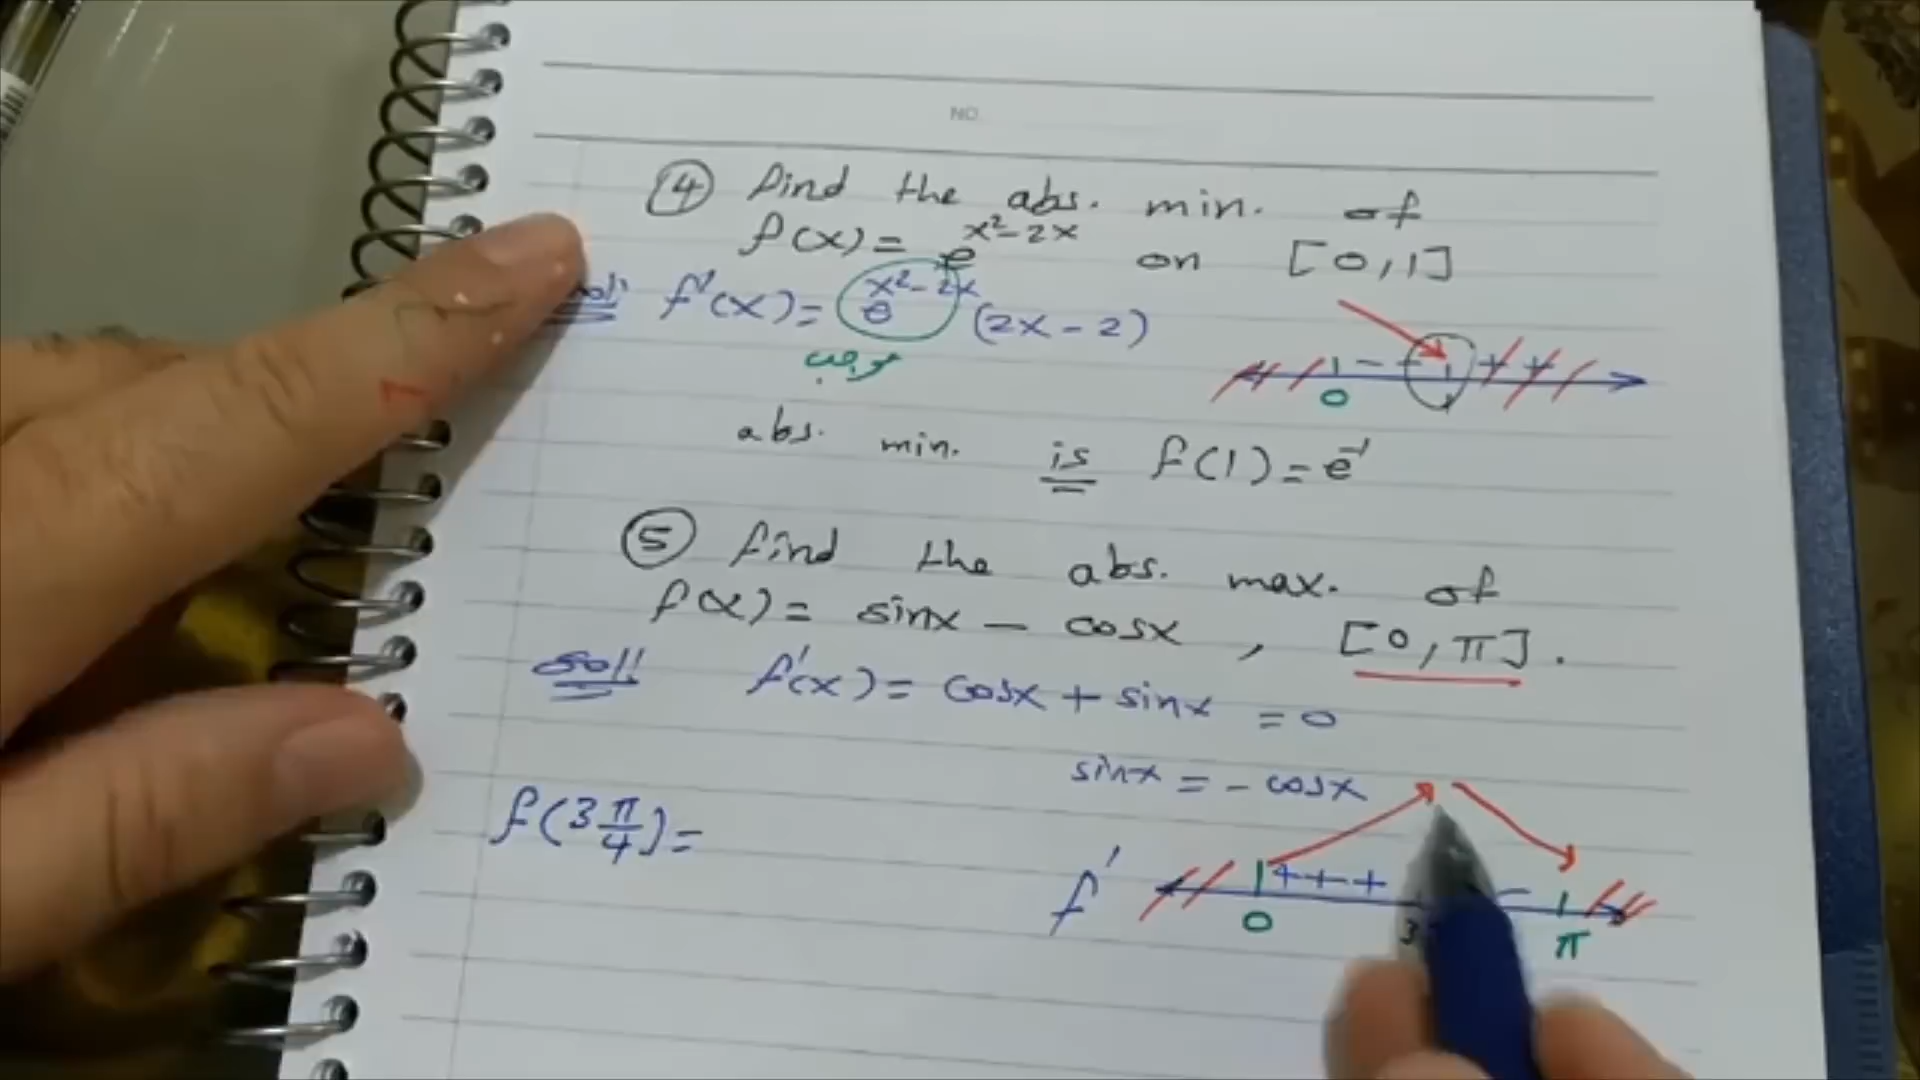 NO.
④ find the abs. min. of
f(x) = e^{x²-2x} on [0,1]
sol: f'(x) = e^{x²-2x} (2x-2)
موجب
- - + +
0 1
abs. min. is f(1) = e⁻¹
⑤ find the abs. max. of
f(x) = sinx - cosx , [0, π].
sol: f'(x) = cosx + sinx = 0
sinx = - cosx
f(3π/4) =
f' +++ -
0 3 π